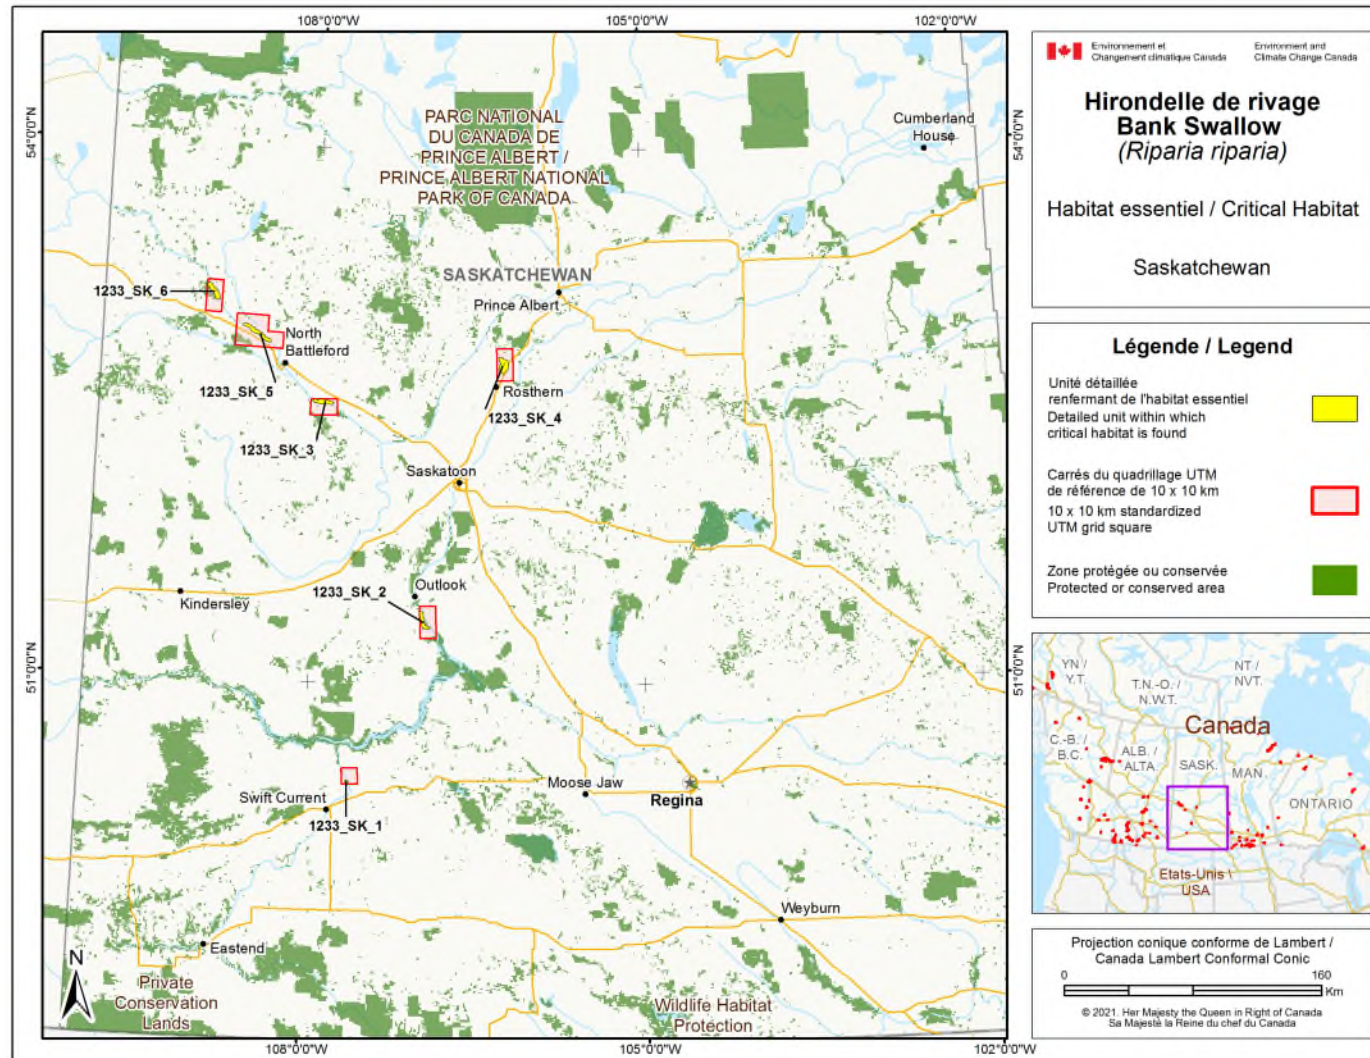 108°0'0"W
105°0'0"W
102°0'0"W
54°0'0"N
51°0'0"N
PARC NATIONAL
DU CANADA DE
PRINCE ALBERT /
PRINCE ALBERT NATIONAL
PARK OF CANADA
Cumberland
House
SASKATCHEWAN
Prince Albert
1233_SK_6
North
Battleford
1233_SK_5
Rosthern
1233_SK_4
1233_SK_3
Saskatoon
Outlook
1233_SK_2
Kindersley
Moose Jaw
Regina
Swift Current
1233_SK_1
Weyburn
Eastend
N
Private
Conservation
Lands
Wildlife Habitat
Protection
54°0'0"N
51°0'0"N
108°0'0"W
105°0'0"W
102°0'0"W
Environnement et
Changement climatique Canada
Environment and
Climate Change Canada
Hirondelle de rivage
Bank Swallow
(Riparia riparia)
Habitat essentiel / Critical Habitat
Saskatchewan
Légende / Legend
Unité détaillée
renfermant de l'habitat essentiel
Detailed unit within which
critical habitat is found
Carrés du quadrillage UTM
de référence de 10 x 10 km
10 x 10 km standardized
UTM grid square
Zone protégée ou conservée
Protected or conserved area
YN /
Y.T.
T.N.-O. /
N.W.T.
NT /
NVT.
Canada
C.-B. /
B.C.
ALB. /
ALTA
SASK.
MAN.
ONTARIO
Etats-Unis \
USA
Projection conique conforme de Lambert /
Canada Lambert Conformal Conic
0
160
Km
© 2021. Her Majesty the Queen in Right of Canada
Sa Majesté la Reine du chef du Canada